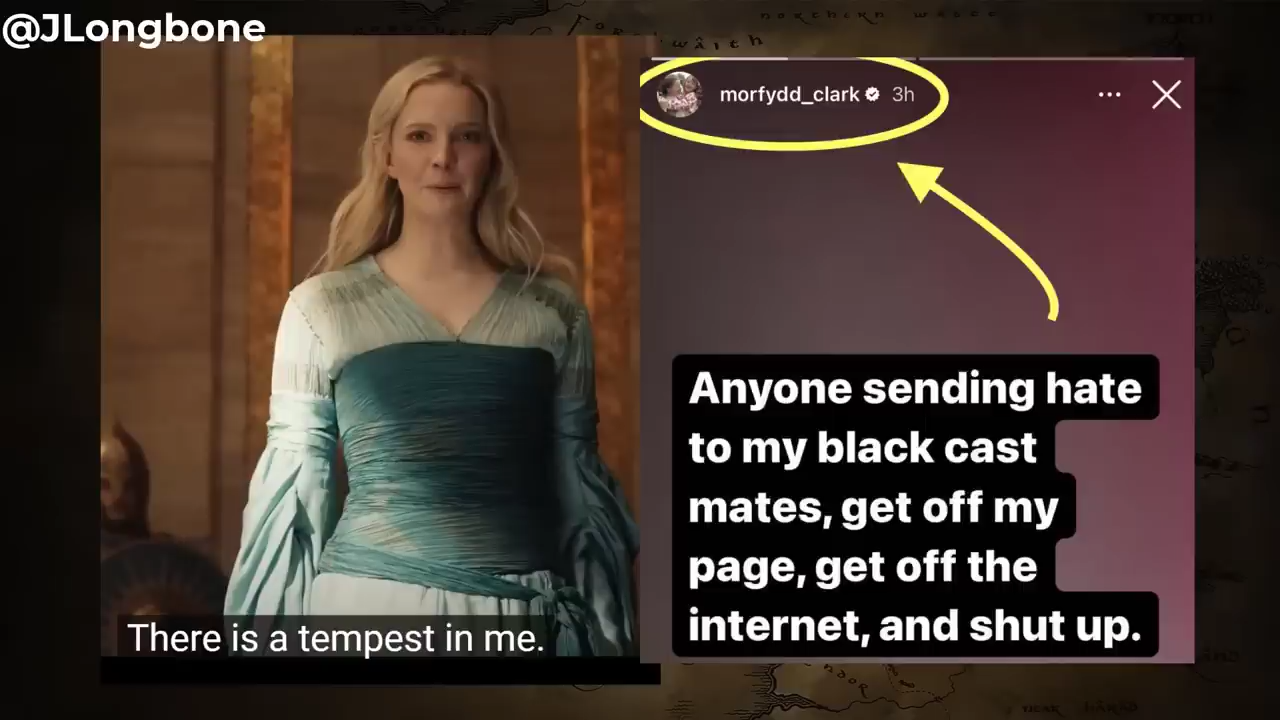 @JLongbone
morfydd_clark 3h
Anyone sending hate
to my black cast
mates, get off my
page, get off the
internet, and shut up.
There is a tempest in me.